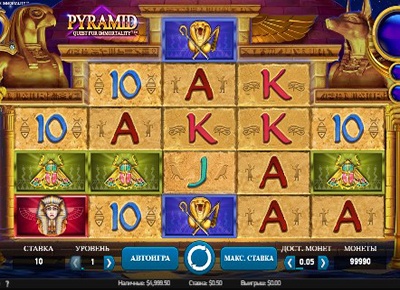 PYRAMID
QUEST FOR IMMORTALITY
10 A K
10 A K K 10
J A
10 A A
СТАВКА УРОВЕНЬ АВТОИГРА МАКС. СТАВКА ДОСТ. МОНЕТ МОНЕТЫ
10 1 0.05 99990
Наличные: $4,999.50 Ставка: $0.50 Выигрыш: $0.00